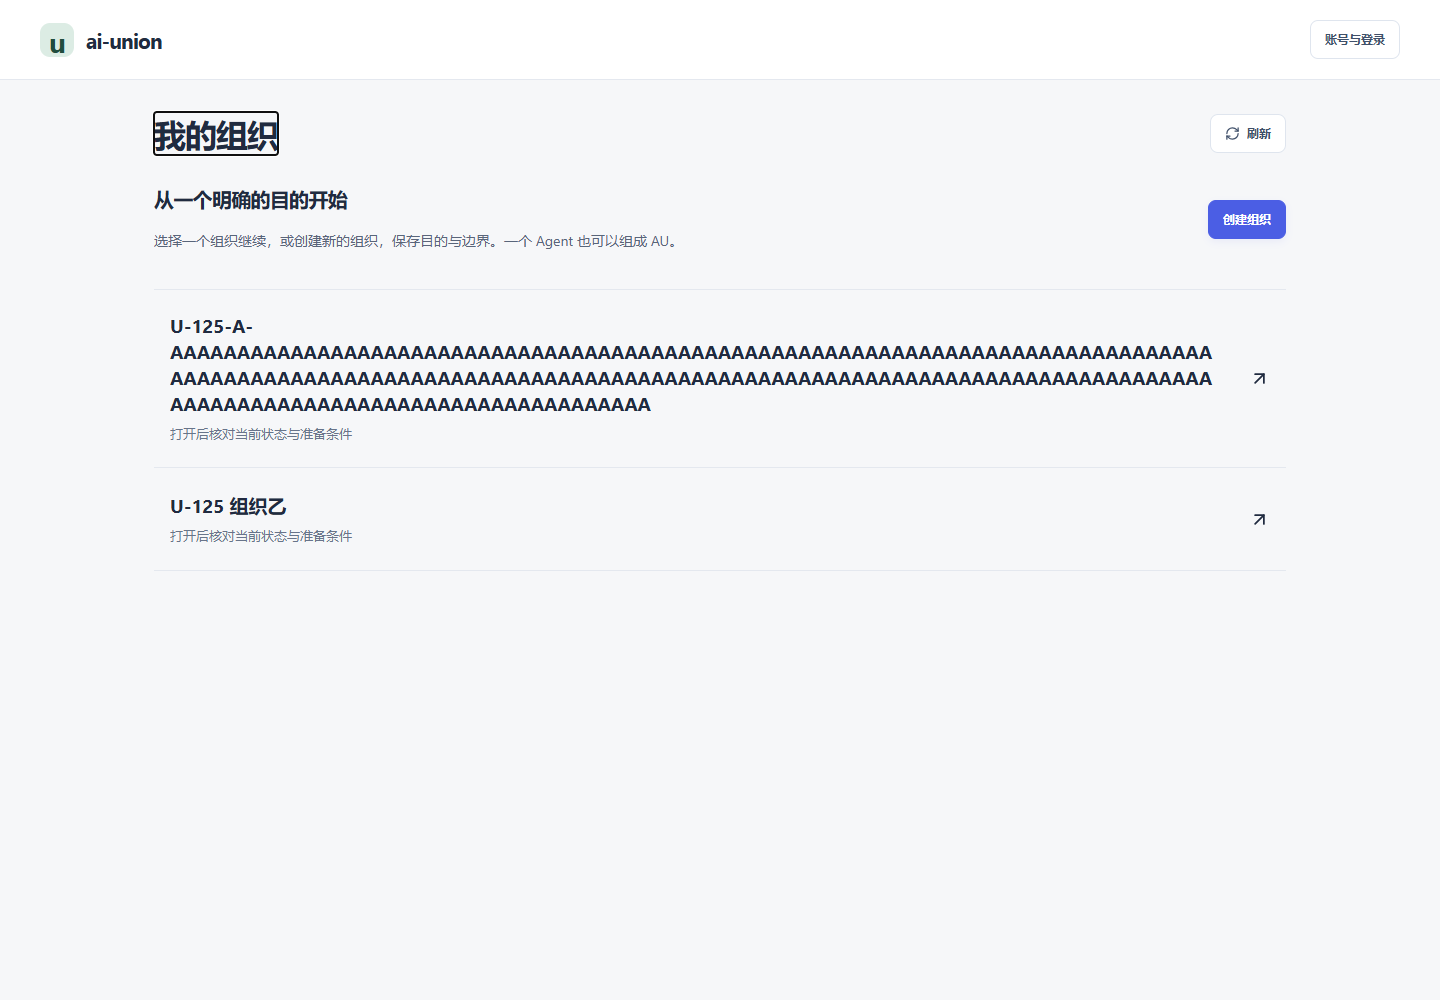 u ai-union
账号与登录
我的组织
刷新
从一个明确的目的开始
创建组织
选择一个组织继续，或创建新的组织，保存目的与边界。一个 Agent 也可以组成 AU。
U-125-A-
AAAAAAAAAAAAAAAAAAAAAAAAAAAAAAAAAAAAAAAAAAAAAAAAAAAAAAAAAAAAAAAAAAAAAAAAAAAAAA
AAAAAAAAAAAAAAAAAAAAAAAAAAAAAAAAAAAAAAAAAAAAAAAAAAAAAAAAAAAAAAAAAAAAAAAAAAAAAA
AAAAAAAAAAAAAAAAAAAAAAAAAAAAAAAAAAAA
打开后核对当前状态与准备条件
U-125 组织乙
打开后核对当前状态与准备条件